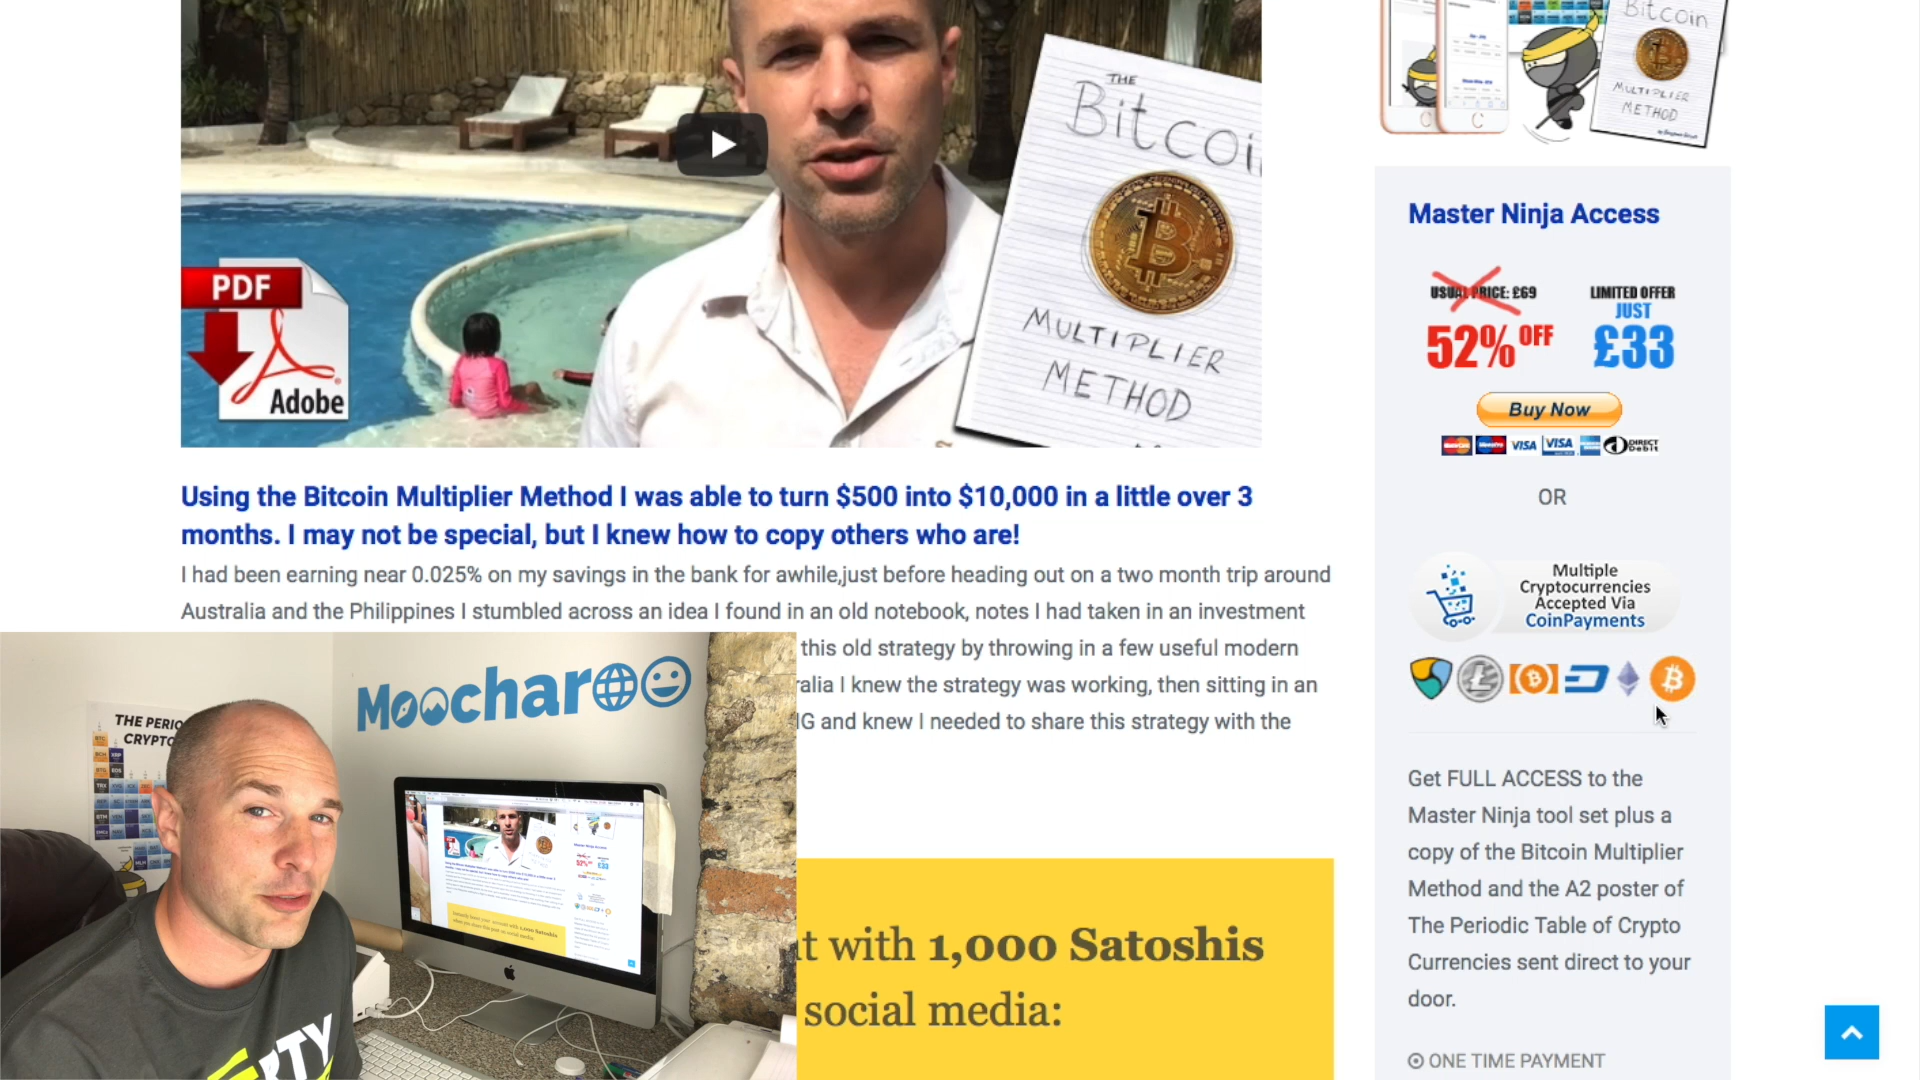 THE
Bitcoi
MULTIPLIER
METHOD
PDF
Adobe
Using the Bitcoin Multiplier Method I was able to turn $500 into $10,000 in a little over 3
months. I may not be special, but I knew how to copy others who are!
I had been earning near 0.025% on my savings in the bank for awhile,just before heading out on a two month trip around
Australia and the Philippines I stumbled across an idea I found in an old notebook, notes I had taken in an investment
this old strategy by throwing in a few useful modern
ralia I knew the strategy was working, then sitting in an
IG and knew I needed to share this strategy with the
Moocharoo
THE PERIO
CRYPTO
RTY
t with 1,000 Satoshis
social media:
Bitcoin
MULTIPLIER
METHOD
Master Ninja Access
USUAL PRICE: £69
52% OFF
LIMITED OFFER
JUST
£33
Buy Now
VISA
VISA
DIRECT
Debit
OR
Multiple
Cryptocurrencies
Accepted Via
CoinPayments
Get FULL ACCESS to the
Master Ninja tool set plus a
copy of the Bitcoin Multiplier
Method and the A2 poster of
The Periodic Table of Crypto
Currencies sent direct to your
door.
ONE TIME PAYMENT